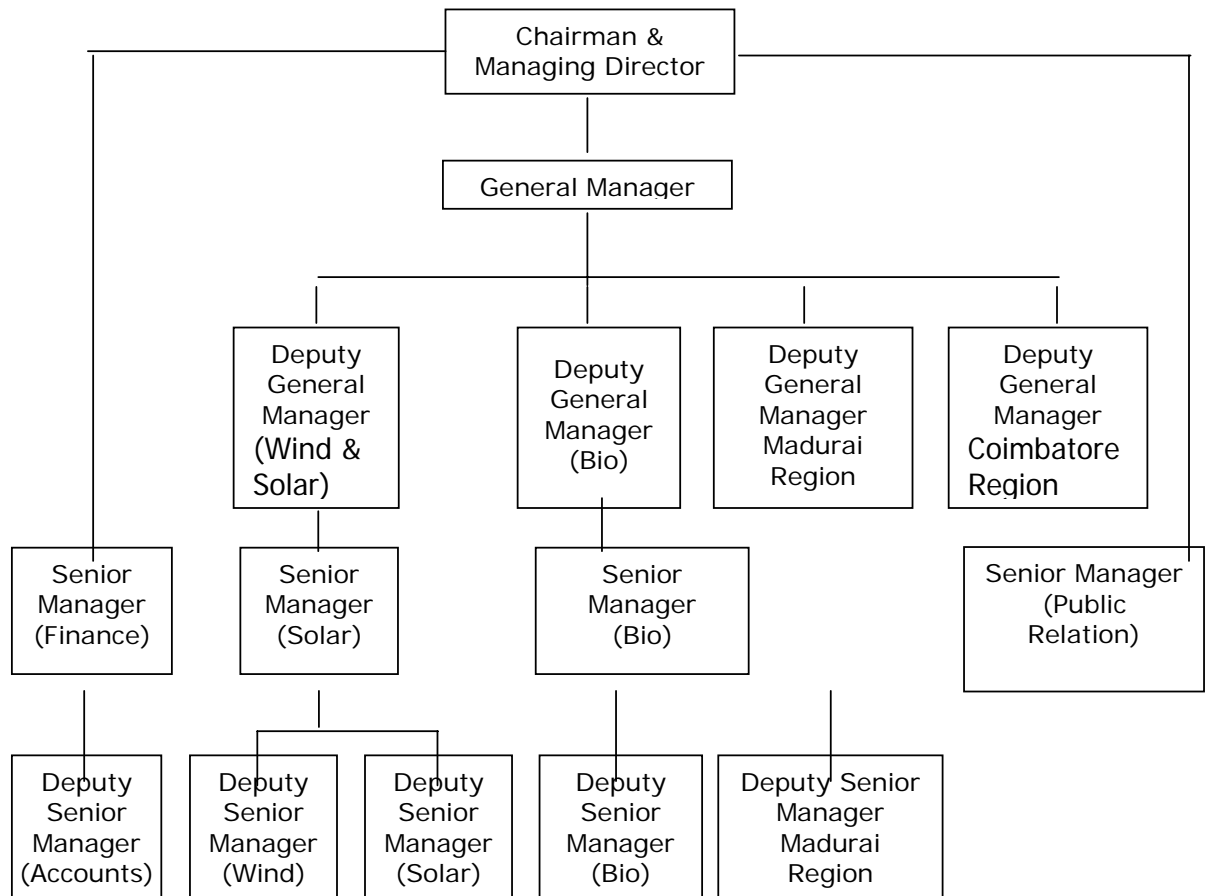 Chairman &
Managing Director
General Manager
Deputy
General
Manager
(Wind &
Solar)
Deputy
General
Manager
(Bio)
Deputy
General
Manager
Madurai
Region
Deputy
General
Manager
Coimbatore
Region
Senior
Manager
(Finance)
Senior
Manager
(Solar)
Senior
Manager
(Bio)
Senior Manager
(Public
Relation)
Deputy
Senior
Manager
(Accounts)
Deputy
Senior
Manager
(Wind)
Deputy
Senior
Manager
(Solar)
Deputy
Senior
Manager
(Bio)
Deputy Senior
Manager
Madurai
Region